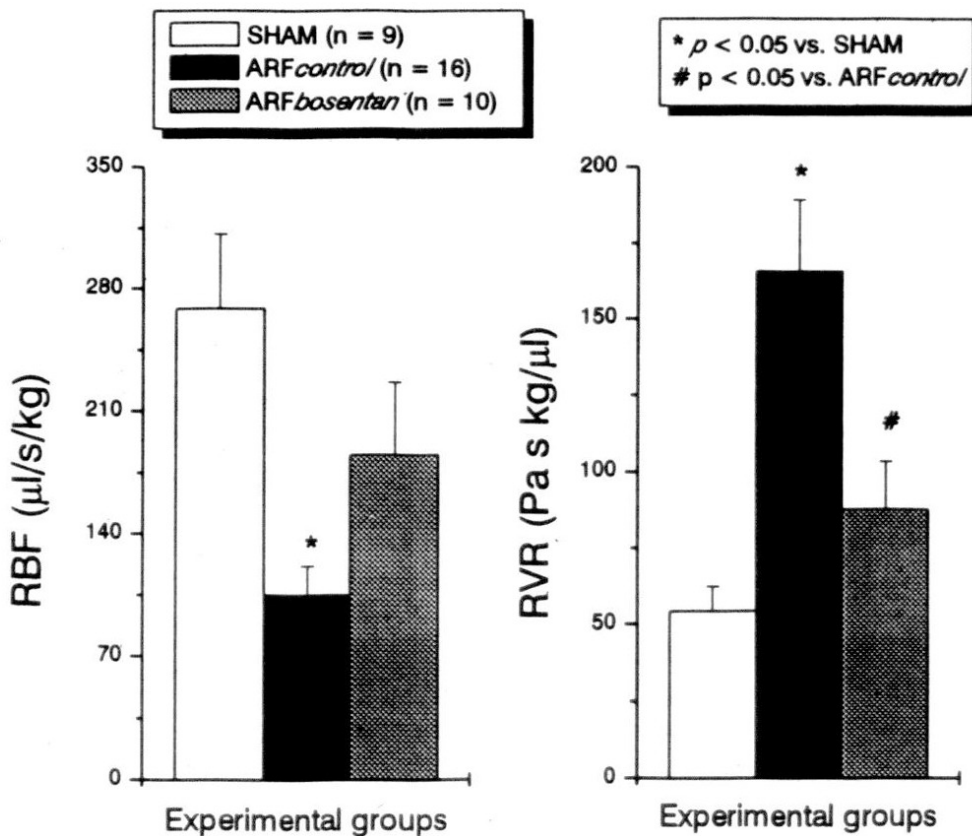 SHAM (n = 9)
ARFcontrol (n = 16)
ARFbosentan (n = 10)
* p < 0.05 vs. SHAM
# p < 0.05 vs. ARFcontrol
RBF (µl/s/kg)
350
280
210
140
70
0
*
Experimental groups
RVR (Pa s kg/µl)
200
150
100
50
0
*
#
Experimental groups